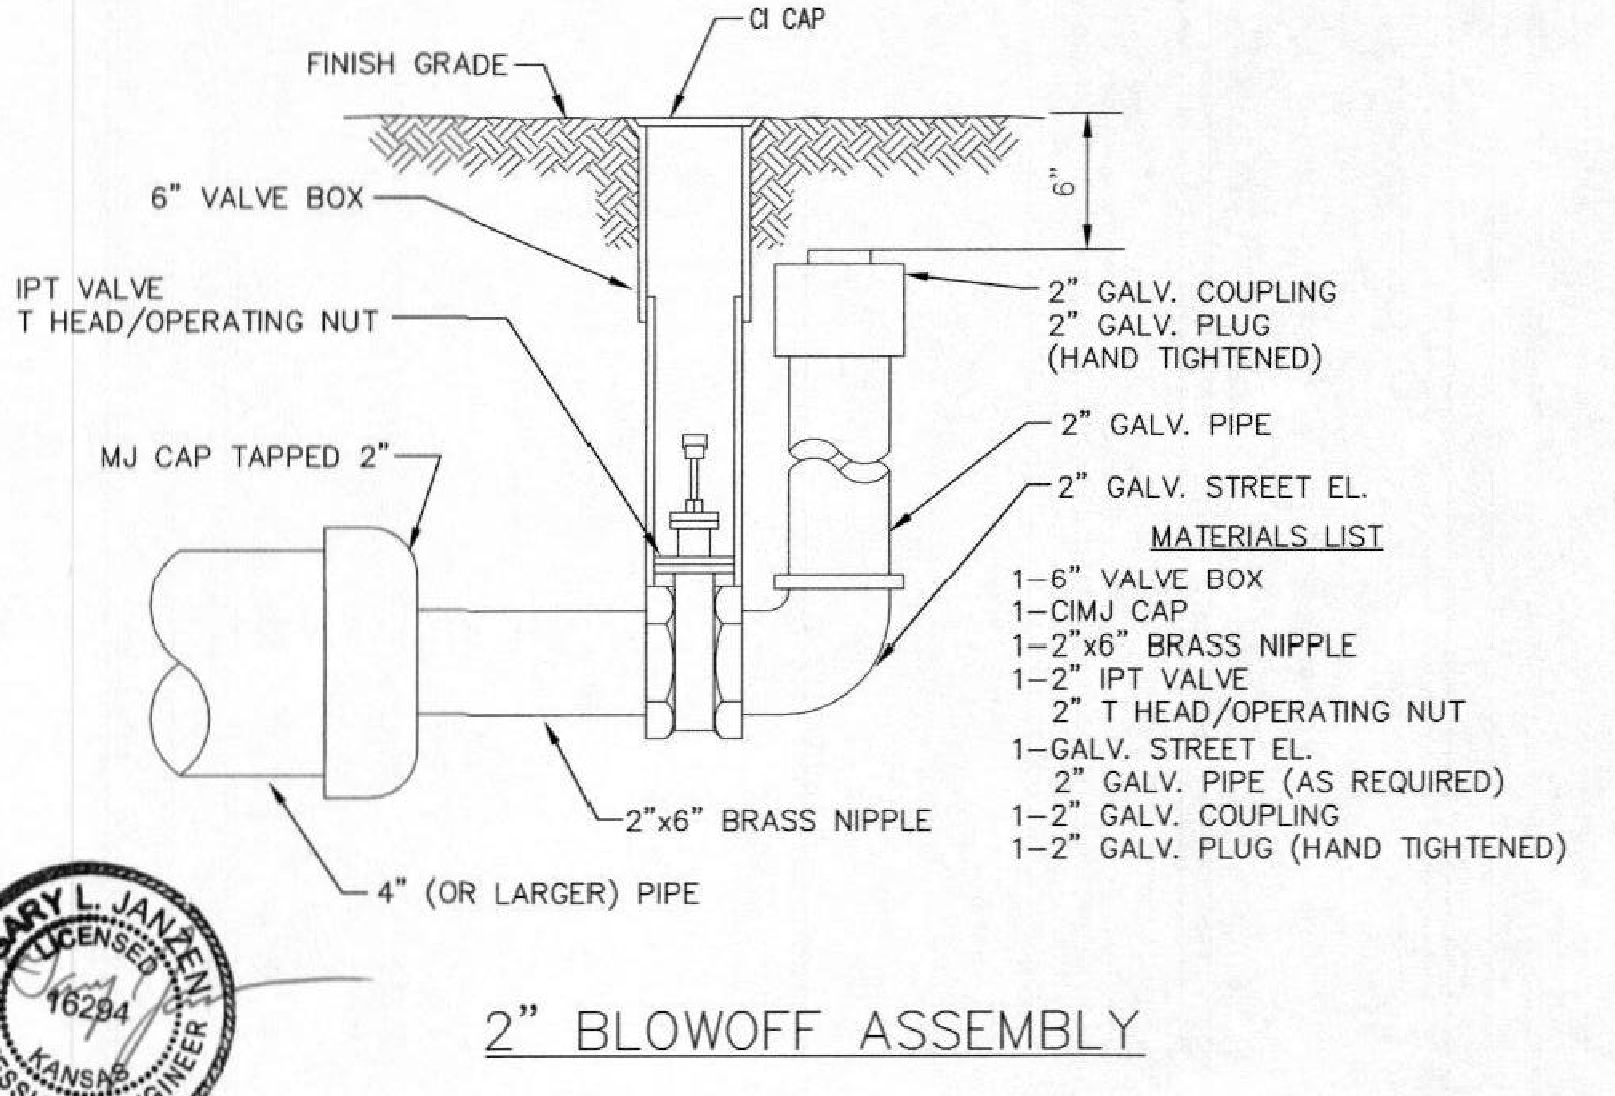 CI CAP
FINISH GRADE
6" VALVE BOX
6"
IPT VALVE
T HEAD/OPERATING NUT
2" GALV. COUPLING
2" GALV. PLUG
(HAND TIGHTENED)
MJ CAP TAPPED 2"
2" GALV. PIPE
2" GALV. STREET EL.
MATERIALS LIST
1-6" VALVE BOX
1-CIMJ CAP
1-2"x6" BRASS NIPPLE
1-2" IPT VALVE
2" T HEAD/OPERATING NUT
1-GALV. STREET EL.
2" GALV. PIPE (AS REQUIRED)
1-2" GALV. COUPLING
1-2" GALV. PLUG (HAND TIGHTENED)
2"x6" BRASS NIPPLE
4" (OR LARGER) PIPE
GARY L. JANZEN
LICENSED
16294
KANSAS
2" BLOWOFF ASSEMBLY